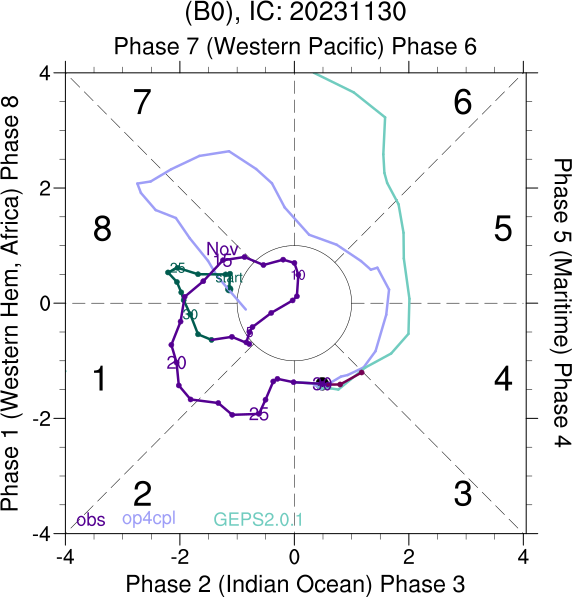 (B0), IC: 20231130
Phase 7 (Western Pacific) Phase 6
4
7
6
Phase 1 (Western Hem, Africa) Phase 8
Phase 5 (Maritime) Phase 4
2
8
5
Nov
15
25
start
10
0
30
5
20
1
4
30
25
-2
2
3
obs
op4cpl
GEPS2.0.1
-4
-4
-2
0
2
4
Phase 2 (Indian Ocean) Phase 3